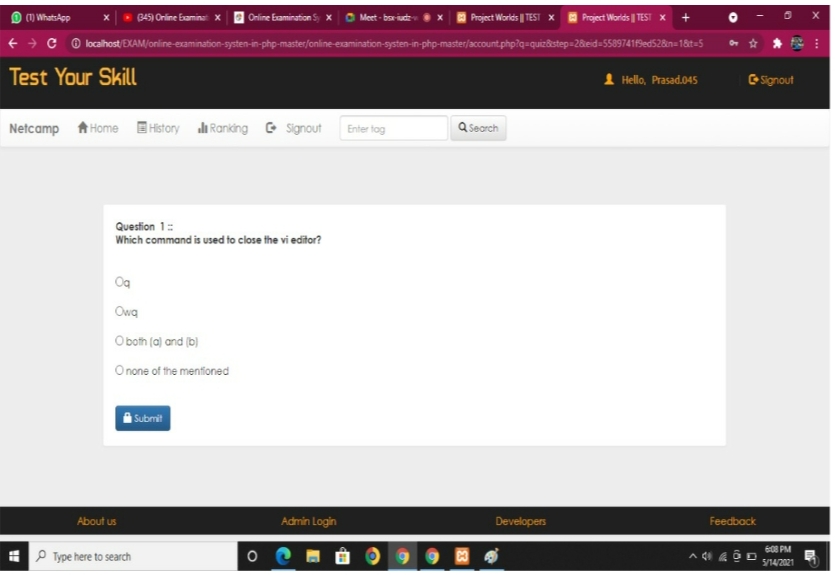 (1) WhatsApp
(345) Online Examinat
Online Examination Sy
Meet - bsx-iudz-v
Project Worlds || TEST
Project Worlds || TEST
localhost/EXAM/online-examination-systen-in-php-master/online-examination-systen-in-php-master/account.php?q=quiz&step=2&eid=5589741f9ed52&n=1&t=5
Test Your Skill
Hello, Prasad.045
Signout
Netcamp Home History Ranking Signout Enter tag Search
Question 1 ::
Which command is used to close the vi editor?
q
wq
both (a) and (b)
none of the mentioned
Submit
About us Admin Login Developers Feedback
Type here to search
6:08 PM
5/14/2021